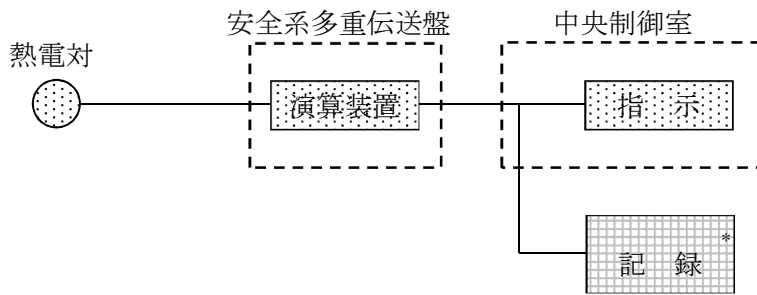 安全系多重伝送盤
中央制御室
熱電対
演算装置
指 示
*
記 録